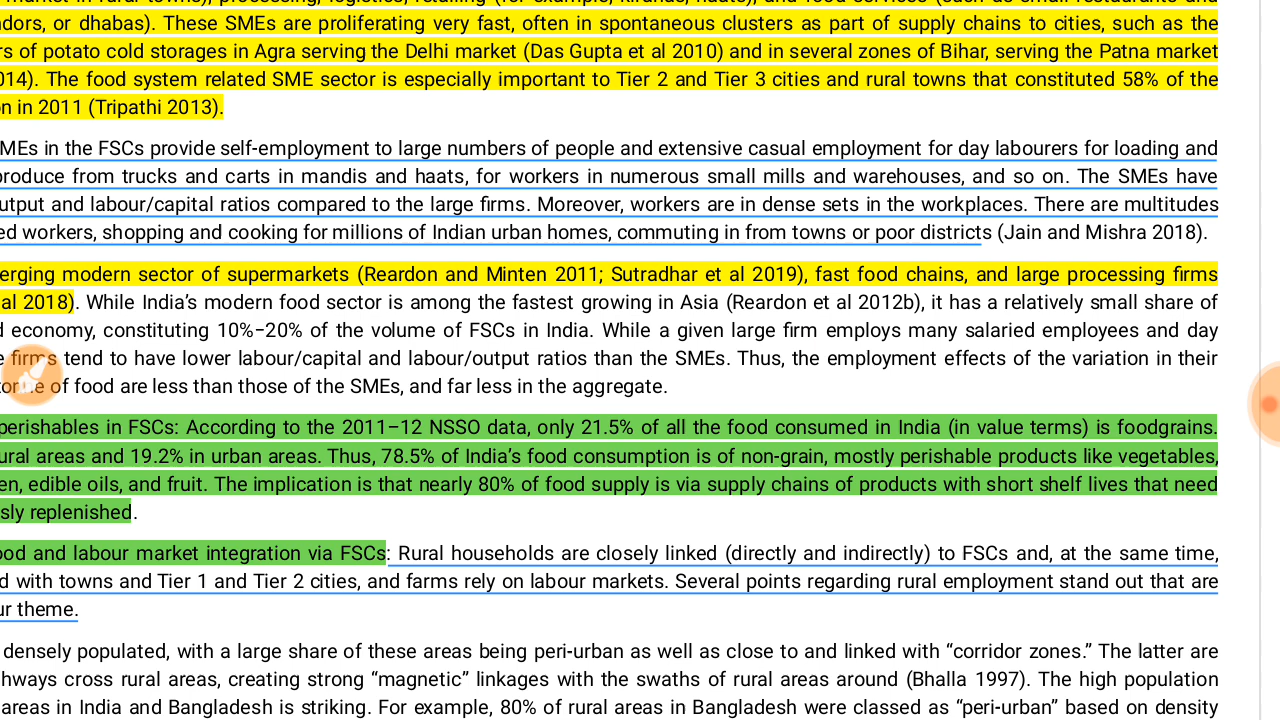 market in rural towns), processing, logistics, retailing (for example, kiranas, haats), and food services (such as small restaurants and
dors, or dhabas). These SMEs are proliferating very fast, often in spontaneous clusters as part of supply chains to cities, such as the
rs of potato cold storages in Agra serving the Delhi market (Das Gupta et al 2010) and in several zones of Bihar, serving the Patna market
014). The food system related SME sector is especially important to Tier 2 and Tier 3 cities and rural towns that constituted 58% of the
n in 2011 (Tripathi 2013).
MEs in the FSCs provide self-employment to large numbers of people and extensive casual employment for day labourers for loading and
produce from trucks and carts in mandis and haats, for workers in numerous small mills and warehouses, and so on. The SMEs have
utput and labour/capital ratios compared to the large firms. Moreover, workers are in dense sets in the workplaces. There are multitudes
ed workers, shopping and cooking for millions of Indian urban homes, commuting in from towns or poor districts (Jain and Mishra 2018).
erging modern sector of supermarkets (Reardon and Minten 2011; Sutradhar et al 2019), fast food chains, and large processing firms
al 2018). While India’s modern food sector is among the fastest growing in Asia (Reardon et al 2012b), it has a relatively small share of
d economy, constituting 10%−20% of the volume of FSCs in India. While a given large firm employs many salaried employees and day
e firms tend to have lower labour/capital and labour/output ratios than the SMEs. Thus, the employment effects of the variation in their
of food are less than those of the SMEs, and far less in the aggregate.
perishables in FSCs: According to the 2011−12 NSSO data, only 21.5% of all the food consumed in India (in value terms) is foodgrains.
ural areas and 19.2% in urban areas. Thus, 78.5% of India’s food consumption is of non-grain, mostly perishable products like vegetables,
en, edible oils, and fruit. The implication is that nearly 80% of food supply is via supply chains of products with short shelf lives that need
sly replenished.
ood and labour market integration via FSCs: Rural households are closely linked (directly and indirectly) to FSCs and, at the same time,
d with towns and Tier 1 and Tier 2 cities, and farms rely on labour markets. Several points regarding rural employment stand out that are
ur theme.
densely populated, with a large share of these areas being peri-urban as well as close to and linked with “corridor zones.” The latter are
hways cross rural areas, creating strong “magnetic” linkages with the swaths of rural areas around (Bhalla 1997). The high population
areas in India and Bangladesh is striking. For example, 80% of rural areas in Bangladesh were classed as “peri-urban” based on density